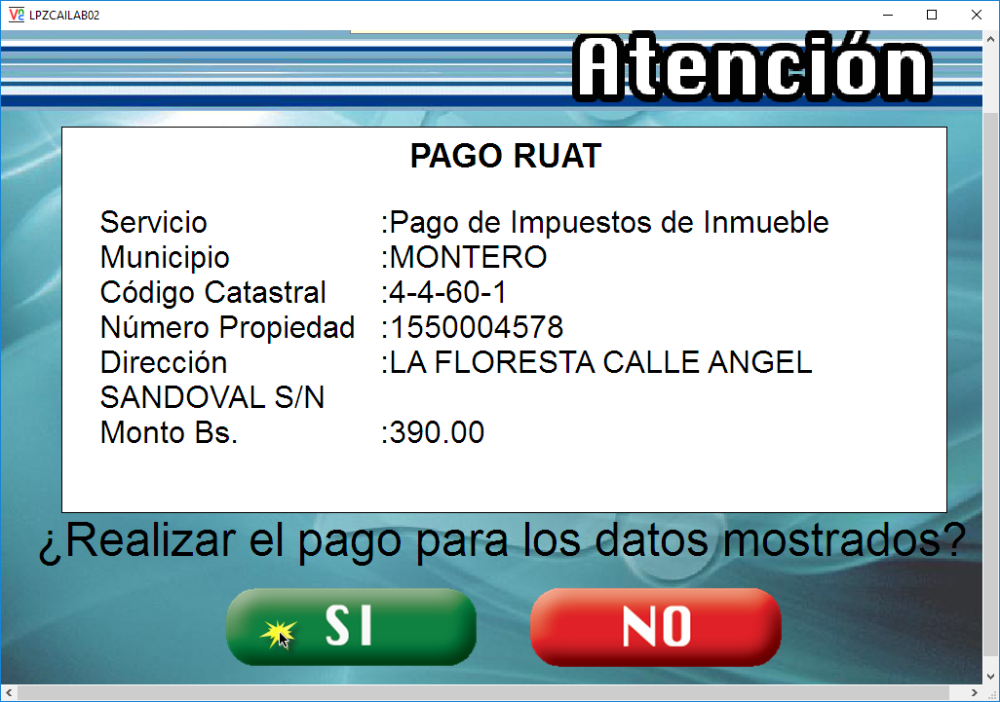 LPZCAILAB02
Atención
PAGO RUAT
Servicio :Pago de Impuestos de Inmueble
Municipio :MONTERO
Código Catastral :4-4-60-1
Número Propiedad :1550004578
Dirección :LA FLORESTA CALLE ANGEL
SANDOVAL S/N
Monto Bs. :390.00
¿Realizar el pago para los datos mostrados?
SI NO